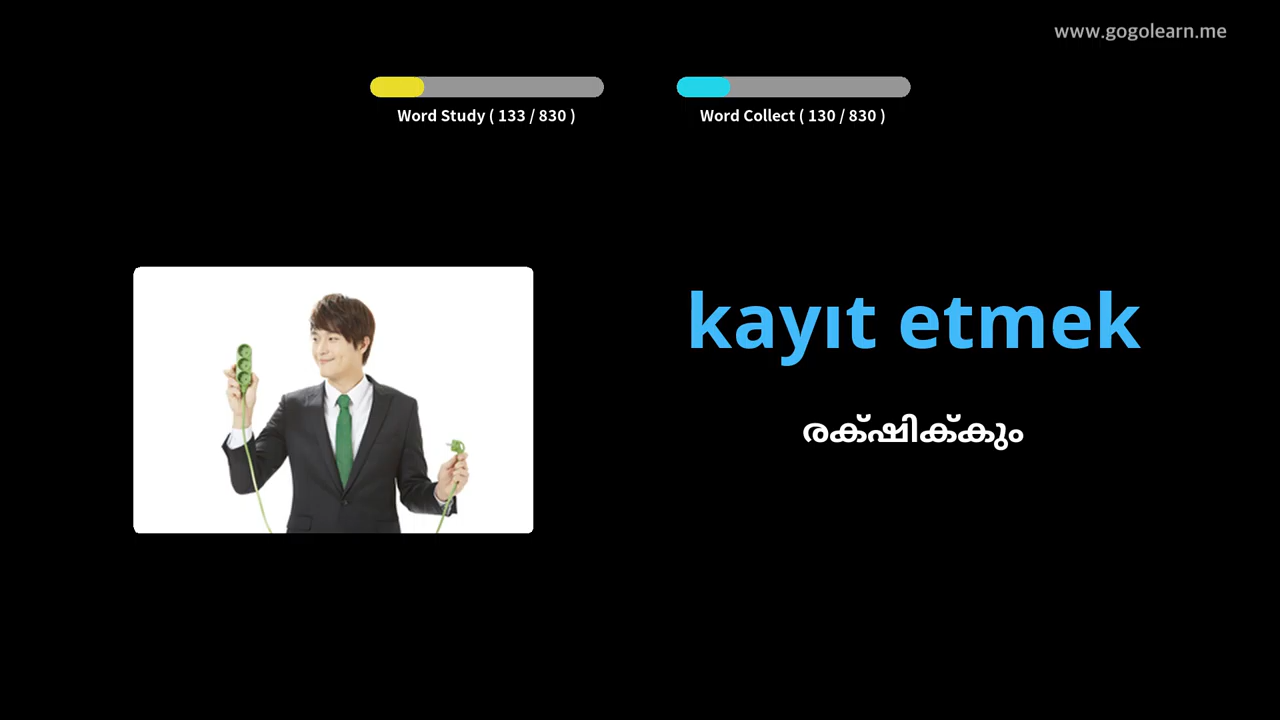 www.gogolearn.me
Word Study ( 133 / 830 )
Word Collect ( 130 / 830 )
kayıt etmek
രക്ഷിക്കും